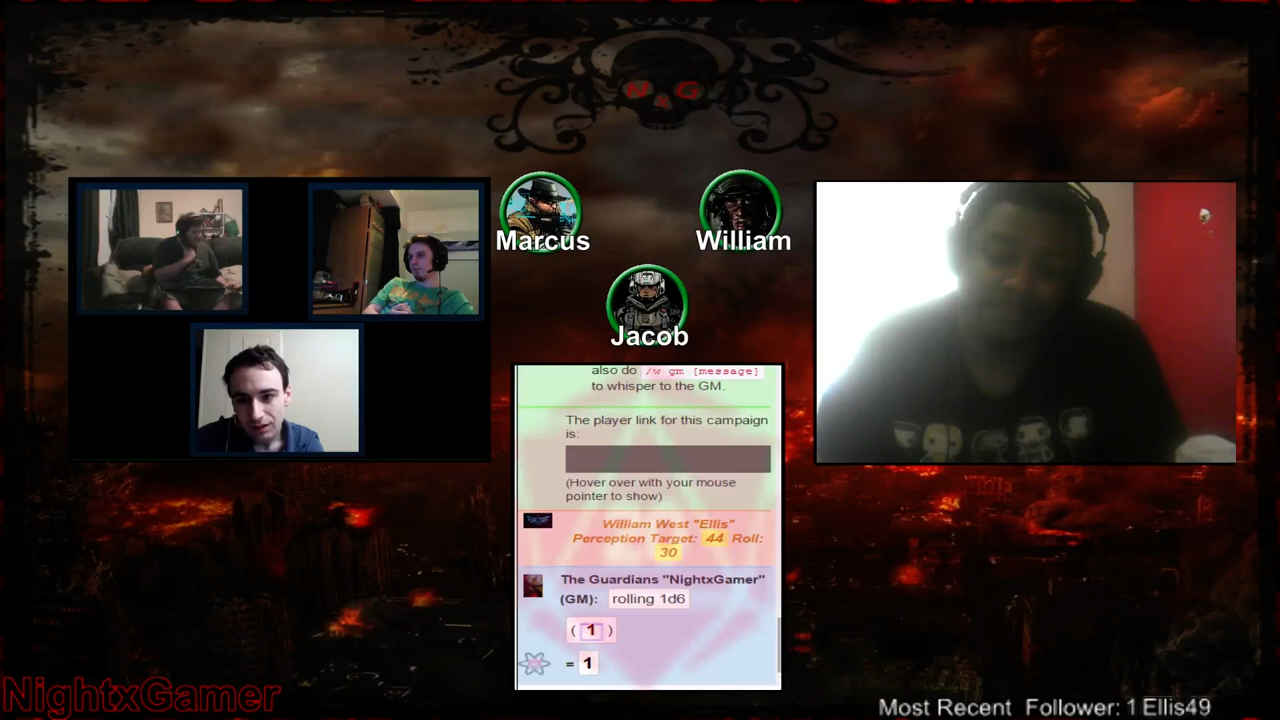 N G
Marcus
William
Jacob
also do /w gm [message]
to whisper to the GM.
The player link for this campaign
is:
(Hover over with your mouse
pointer to show)
William West "Ellis"
Perception Target: 44 Roll:
30
The Guardians "NightxGamer"
(GM): rolling 1d6
( 1 )
= 1
NightxGamer
Most Recent Follower: 1 Ellis49